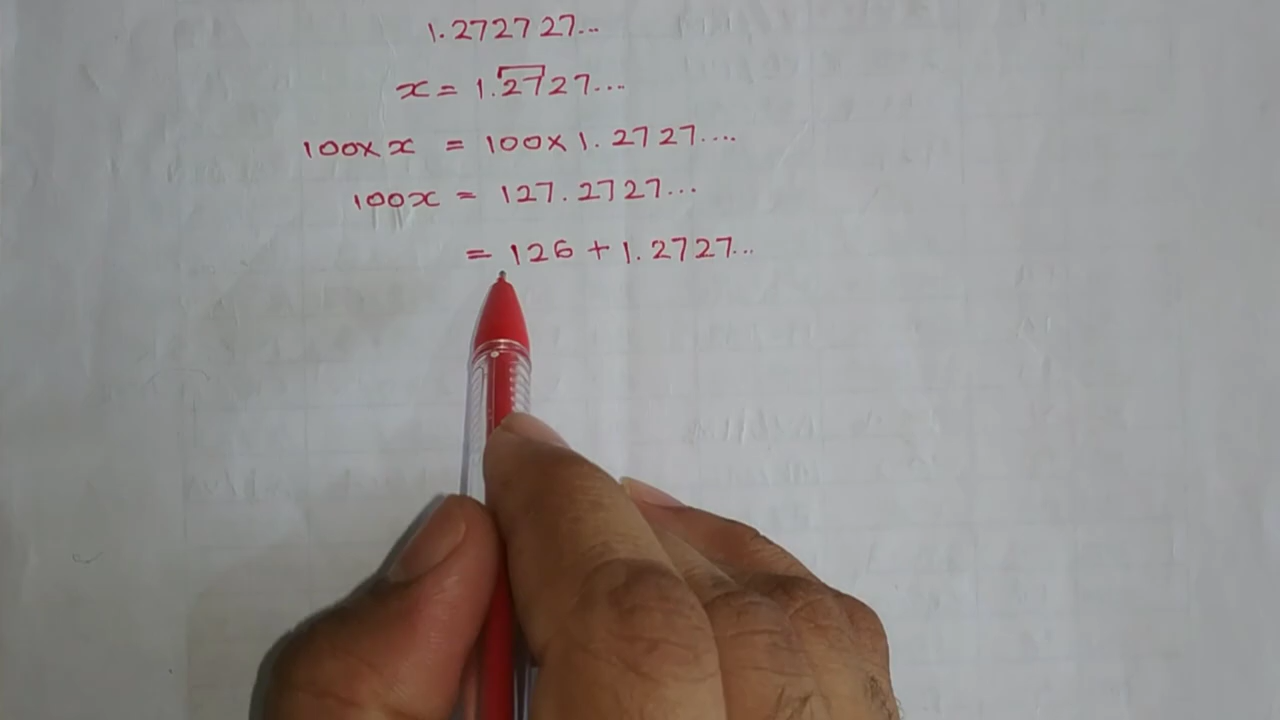 1.272727...
x = 1.2727...
100 × x = 100 × 1.2727....
100x = 127.2727...
= 126 + 1.2727...